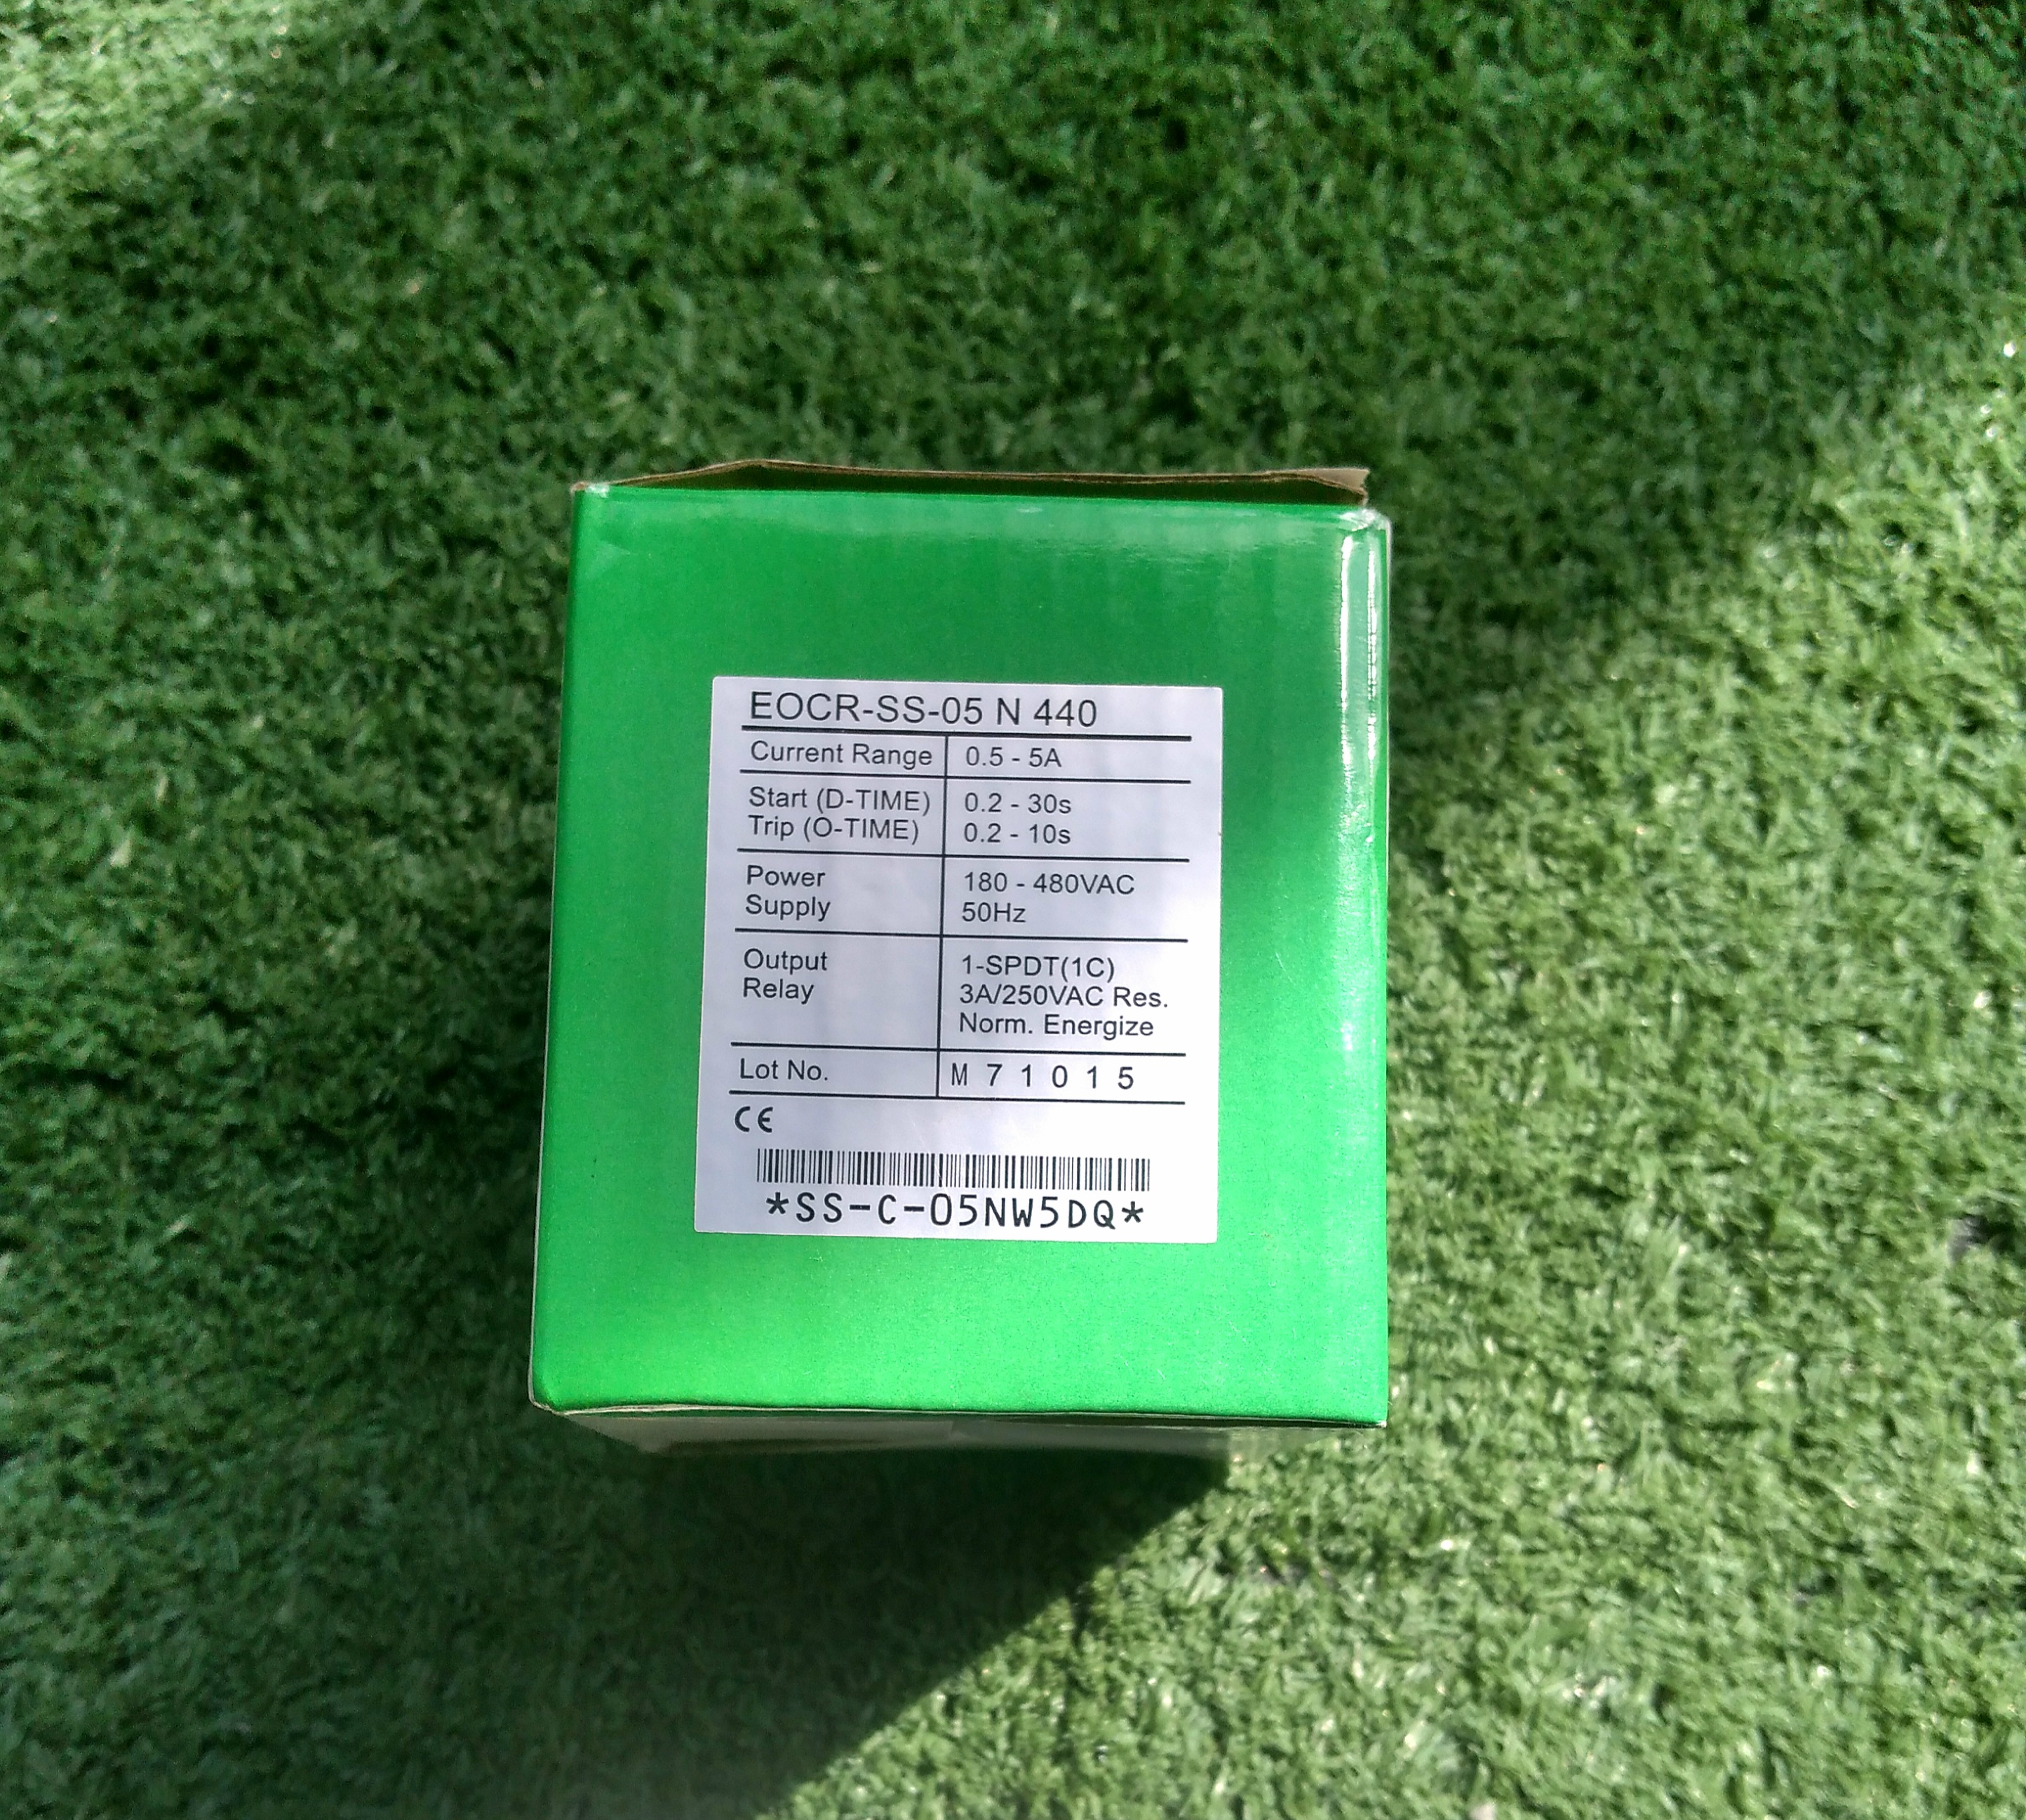 EOCR-SS-05 N 440
Current Range 0.5 - 5A
Start (D-TIME) 0.2 - 30s
Trip (O-TIME) 0.2 - 10s
Power 180 - 480VAC
Supply 50Hz
Output 1-SPDT(1C)
Relay 3A/250VAC Res.
Norm. Energize
Lot No. M 7 1 0 1 5
CE
*SS-C-05NW5DQ*